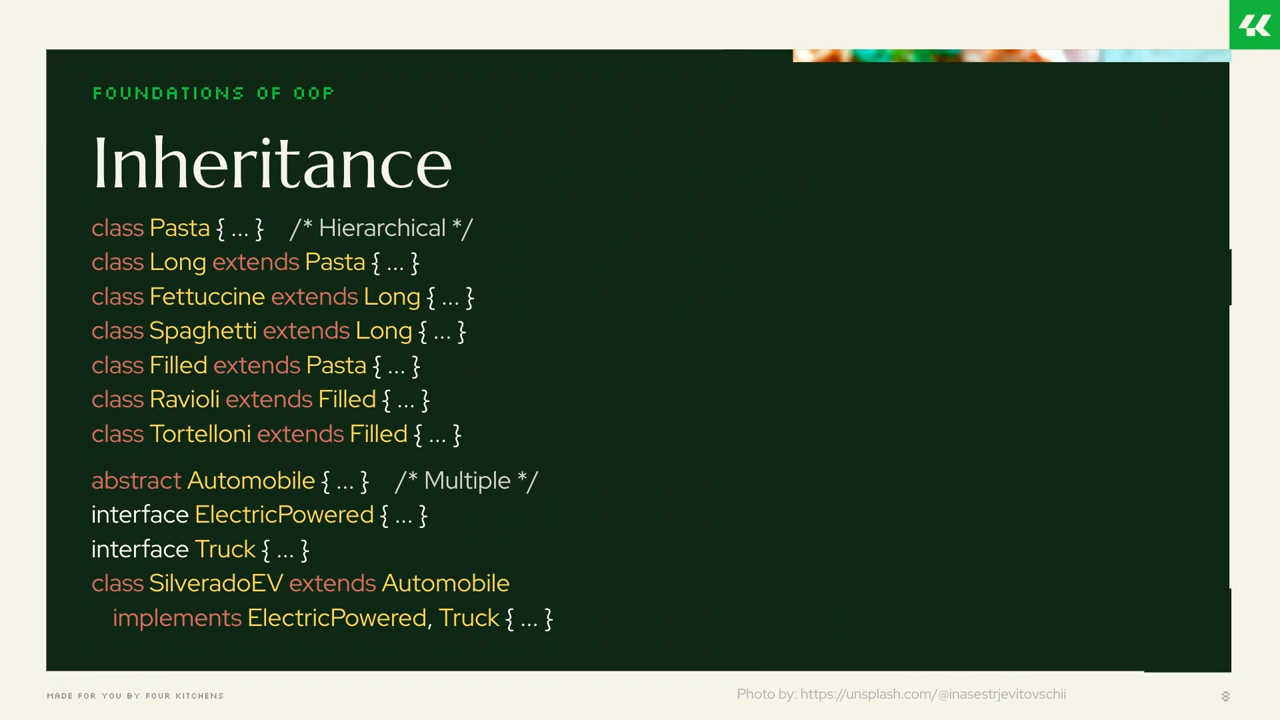 FOUNDATIONS OF OOP
Inheritance
class Pasta { ... } /* Hierarchical */
class Long extends Pasta { ... }
class Fettuccine extends Long { ... }
class Spaghetti extends Long { ... }
class Filled extends Pasta { ... }
class Ravioli extends Filled { ... }
class Tortelloni extends Filled { ... }
abstract Automobile { ... } /* Multiple */
interface ElectricPowered { ... }
interface Truck { ... }
class SilveradoEV extends Automobile
implements ElectricPowered, Truck { ... }
MADE FOR YOU BY FOUR KITCHENS
Photo by: https://unsplash.com/@inasestrjevitovschii
8